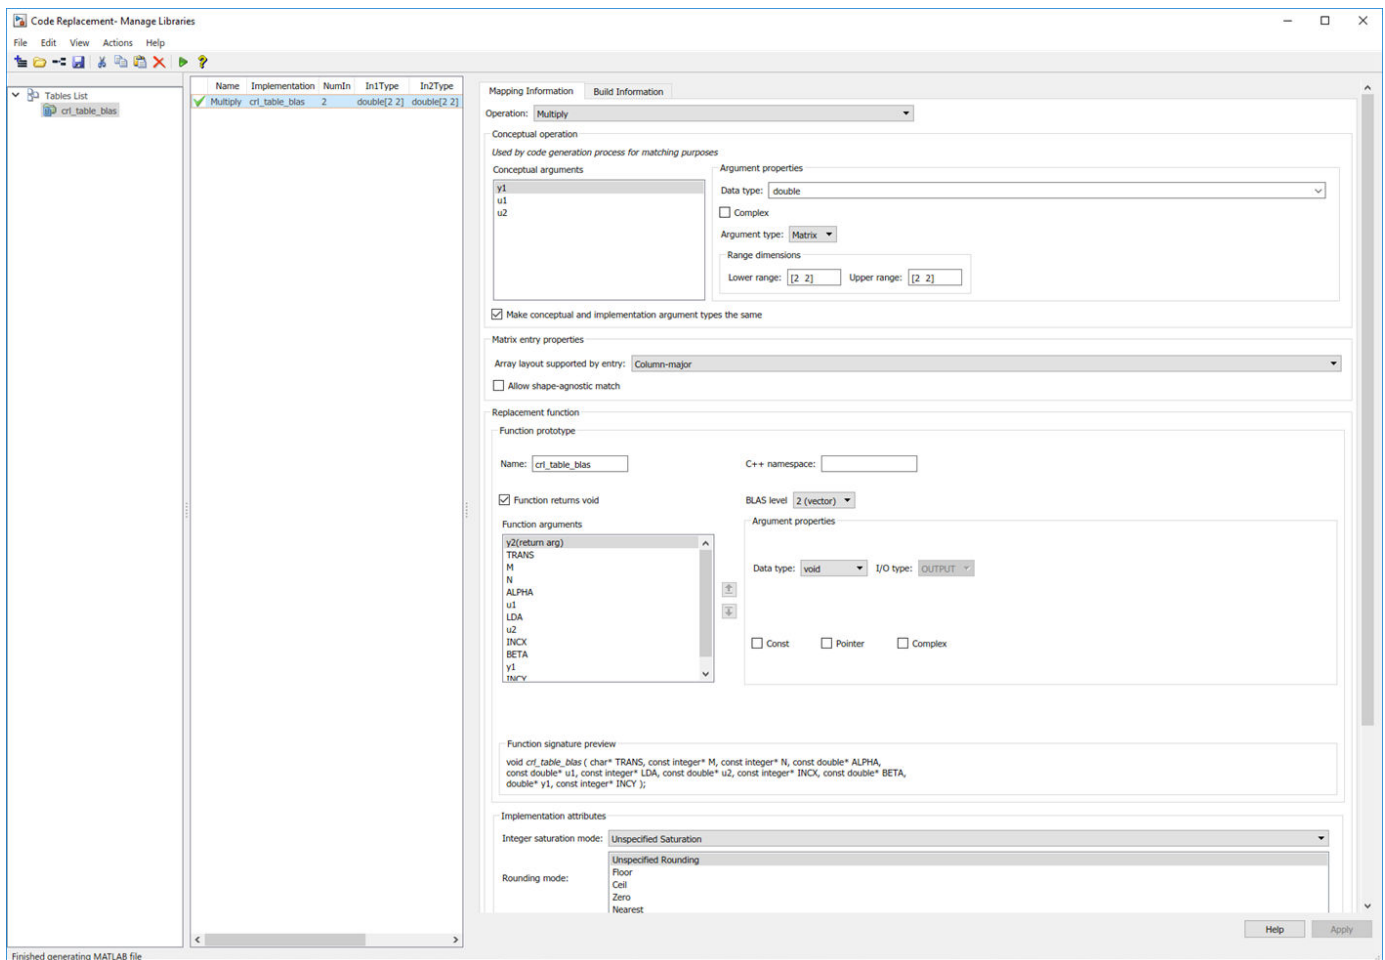 Code Replacement- Manage Libraries
File Edit View Actions Help
Tables List
crl_table_blas
Name Implementation NumIn In1Type In2Type
Multiply crl_table_blas 2 double[2 2] double[2 2]
Mapping Information Build Information
Operation: Multiply
Conceptual operation
Used by code generation process for matching purposes
Conceptual arguments
y1
u1
u2
Argument properties
Data type: double
Complex
Argument type: Matrix
Range dimensions
Lower range: [2 2] Upper range: [2 2]
Make conceptual and implementation argument types the same
Matrix entry properties
Array layout supported by entry: Column-major
Allow shape-agnostic match
Replacement function
Function prototype
Name: crl_table_blas C++ namespace:
Function returns void BLAS level 2 (vector)
Function arguments
y2(return arg)
TRANS
M
N
ALPHA
u1
LDA
u2
INCX
BETA
y1
INCY
Argument properties
Data type: void I/O type: OUTPUT
Const Pointer Complex
Function signature preview
void crl_table_blas ( char* TRANS, const integer* M, const integer* N, const double* ALPHA,
const double* u1, const integer* LDA, const double* u2, const integer* INCX, const double* BETA,
double* y1, const integer* INCY );
Implementation attributes
Integer saturation mode: Unspecified Saturation
Rounding mode:
Unspecified Rounding
Floor
Ceil
Zero
Nearest
Help Apply
Finished generating MATLAB file